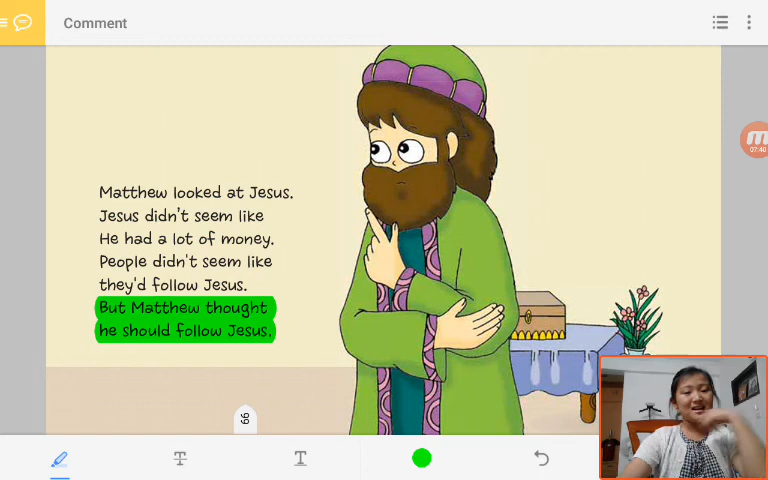 Comment
07:40
Matthew looked at Jesus.
Jesus didn't seem like
He had a lot of money.
People didn't seem like
they'd follow Jesus.
But Matthew thought
he should follow Jesus.
66
T
T